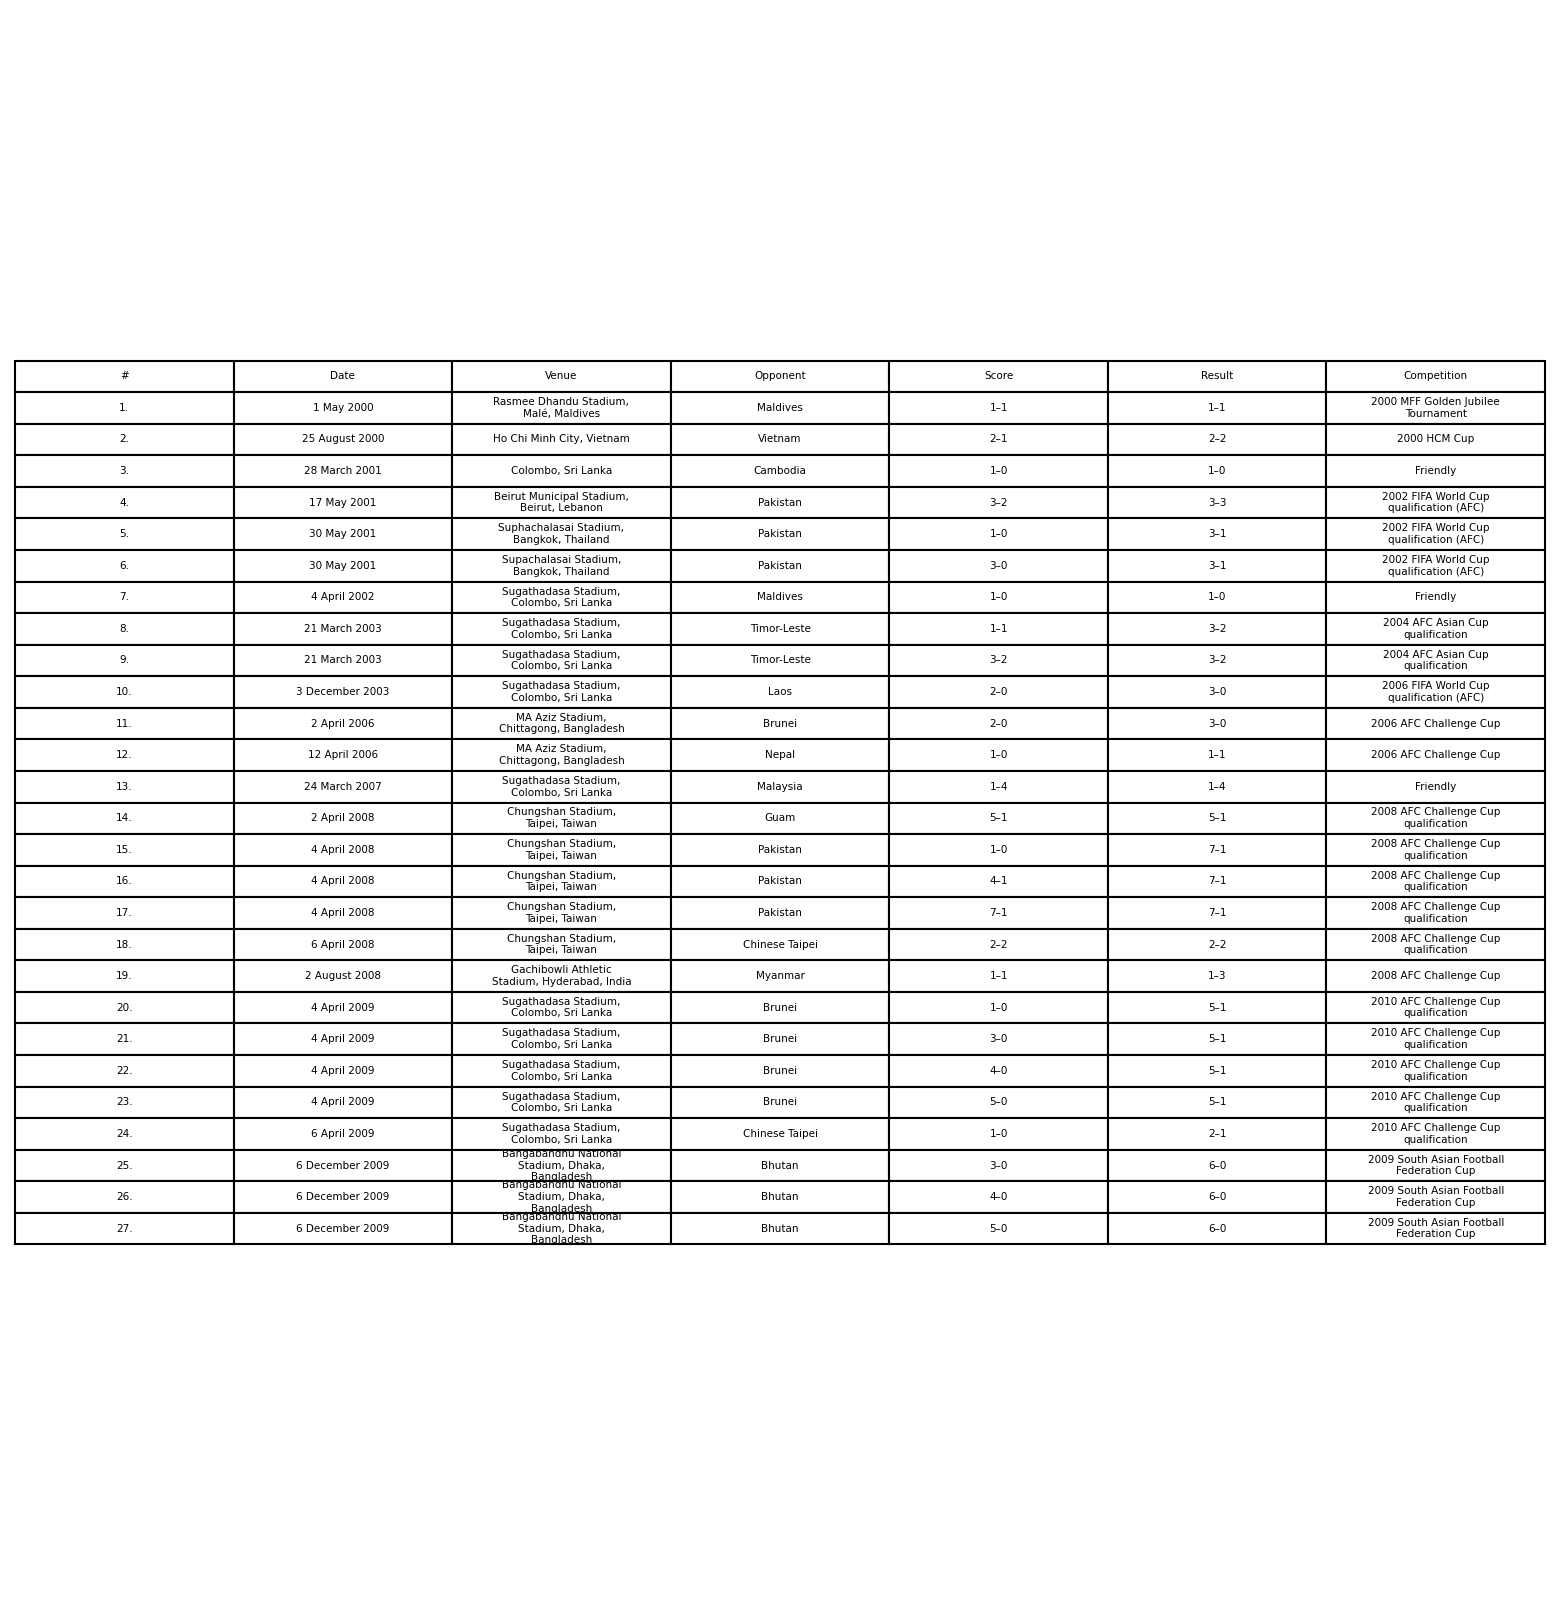 # Date Venue Opponent Score Result Competition
1. 1 May 2000 Rasmee Dhandu Stadium, Malé, Maldives Maldives 1–1 1–1 2000 MFF Golden Jubilee Tournament
2. 25 August 2000 Ho Chi Minh City, Vietnam Vietnam 2–1 2–2 2000 HCM Cup
3. 28 March 2001 Colombo, Sri Lanka Cambodia 1–0 1–0 Friendly
4. 17 May 2001 Beirut Municipal Stadium, Beirut, Lebanon Pakistan 3–2 3–3 2002 FIFA World Cup qualification (AFC)
5. 30 May 2001 Suphachalasai Stadium, Bangkok, Thailand Pakistan 1–0 3–1 2002 FIFA World Cup qualification (AFC)
6. 30 May 2001 Supachalasai Stadium, Bangkok, Thailand Pakistan 3–0 3–1 2002 FIFA World Cup qualification (AFC)
7. 4 April 2002 Sugathadasa Stadium, Colombo, Sri Lanka Maldives 1–0 1–0 Friendly
8. 21 March 2003 Sugathadasa Stadium, Colombo, Sri Lanka Timor-Leste 1–1 3–2 2004 AFC Asian Cup qualification
9. 21 March 2003 Sugathadasa Stadium, Colombo, Sri Lanka Timor-Leste 3–2 3–2 2004 AFC Asian Cup qualification
10. 3 December 2003 Sugathadasa Stadium, Colombo, Sri Lanka Laos 2–0 3–0 2006 FIFA World Cup qualification (AFC)
11. 2 April 2006 MA Aziz Stadium, Chittagong, Bangladesh Brunei 2–0 3–0 2006 AFC Challenge Cup
12. 12 April 2006 MA Aziz Stadium, Chittagong, Bangladesh Nepal 1–0 1–1 2006 AFC Challenge Cup
13. 24 March 2007 Sugathadasa Stadium, Colombo, Sri Lanka Malaysia 1–4 1–4 Friendly
14. 2 April 2008 Chungshan Stadium, Taipei, Taiwan Guam 5–1 5–1 2008 AFC Challenge Cup qualification
15. 4 April 2008 Chungshan Stadium, Taipei, Taiwan Pakistan 1–0 7–1 2008 AFC Challenge Cup qualification
16. 4 April 2008 Chungshan Stadium, Taipei, Taiwan Pakistan 4–1 7–1 2008 AFC Challenge Cup qualification
17. 4 April 2008 Chungshan Stadium, Taipei, Taiwan Pakistan 7–1 7–1 2008 AFC Challenge Cup qualification
18. 6 April 2008 Chungshan Stadium, Taipei, Taiwan Chinese Taipei 2–2 2–2 2008 AFC Challenge Cup qualification
19. 2 August 2008 Gachibowli Athletic Stadium, Hyderabad, India Myanmar 1–1 1–3 2008 AFC Challenge Cup
20. 4 April 2009 Sugathadasa Stadium, Colombo, Sri Lanka Brunei 1–0 5–1 2010 AFC Challenge Cup qualification
21. 4 April 2009 Sugathadasa Stadium, Colombo, Sri Lanka Brunei 3–0 5–1 2010 AFC Challenge Cup qualification
22. 4 April 2009 Sugathadasa Stadium, Colombo, Sri Lanka Brunei 4–0 5–1 2010 AFC Challenge Cup qualification
23. 4 April 2009 Sugathadasa Stadium, Colombo, Sri Lanka Brunei 5–0 5–1 2010 AFC Challenge Cup qualification
24. 6 April 2009 Sugathadasa Stadium, Colombo, Sri Lanka Chinese Taipei 1–0 2–1 2010 AFC Challenge Cup qualification
25. 6 December 2009 Bangabandhu National Stadium, Dhaka, Bangladesh Bhutan 3–0 6–0 2009 South Asian Football Federation Cup
26. 6 December 2009 Bangabandhu National Stadium, Dhaka, Bangladesh Bhutan 4–0 6–0 2009 South Asian Football Federation Cup
27. 6 December 2009 Bangabandhu National Stadium, Dhaka, Bangladesh Bhutan 5–0 6–0 2009 South Asian Football Federation Cup